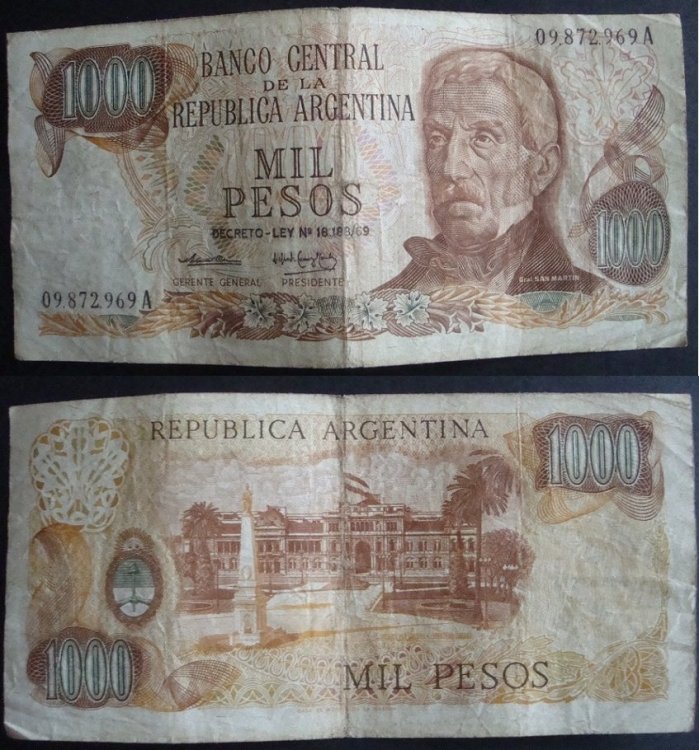 1000
09.872.969 A
BANCO CENTRAL
DE LA
REPUBLICA ARGENTINA
MIL
PESOS
DECRETO - LEY Nº 18.188/69
GERENTE GENERAL PRESIDENTE
Gral. SAN MARTIN
1000
09.872.969 A
REPUBLICA ARGENTINA
1000
1000
MIL PESOS